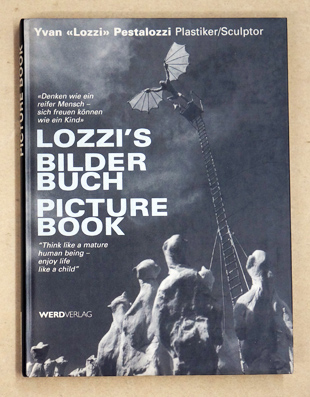 Yvan «Lozzi» Pestalozzi Plastiker/Sculptor
«Denken wie ein
reifer Mensch –
sich freuen können
wie ein Kind»
LOZZI'S
BILDER
BUCH
PICTURE
BOOK
"Think like a mature
human being –
enjoy life
like a child"
WERDVERLAG
PICTURE BOOK